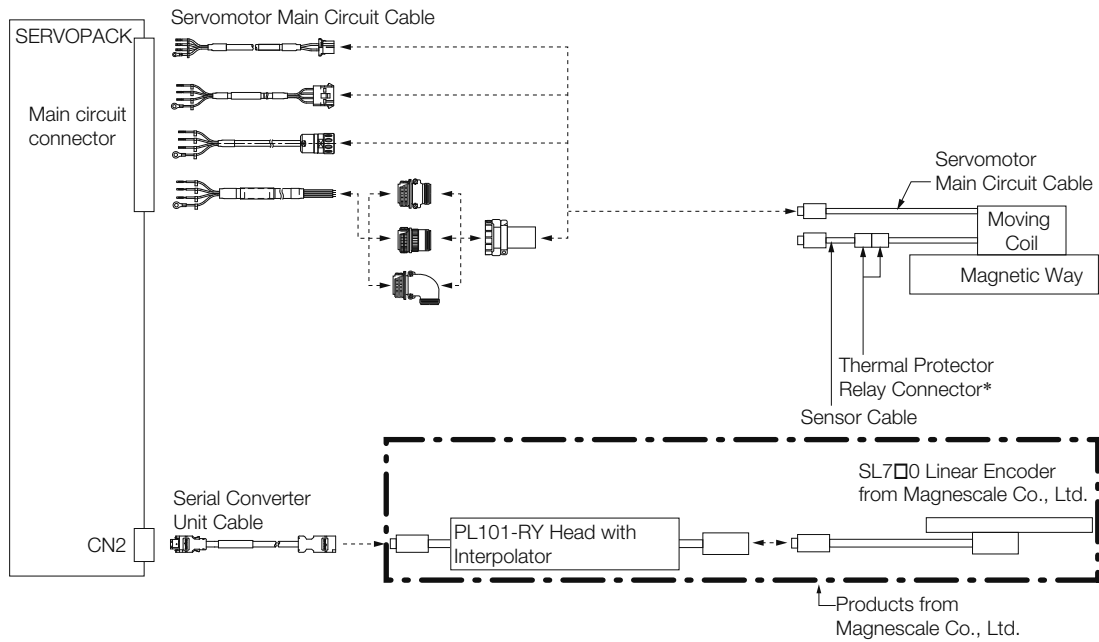 Servomotor Main Circuit Cable
SERVOPACK
Main circuit
connector
Servomotor
Main Circuit Cable
Moving
Coil
Magnetic Way
Thermal Protector
Relay Connector*
Sensor Cable
SL7□0 Linear Encoder
from Magnescale Co., Ltd.
Serial Converter
Unit Cable
CN2
PL101-RY Head with
Interpolator
Products from
Magnescale Co., Ltd.